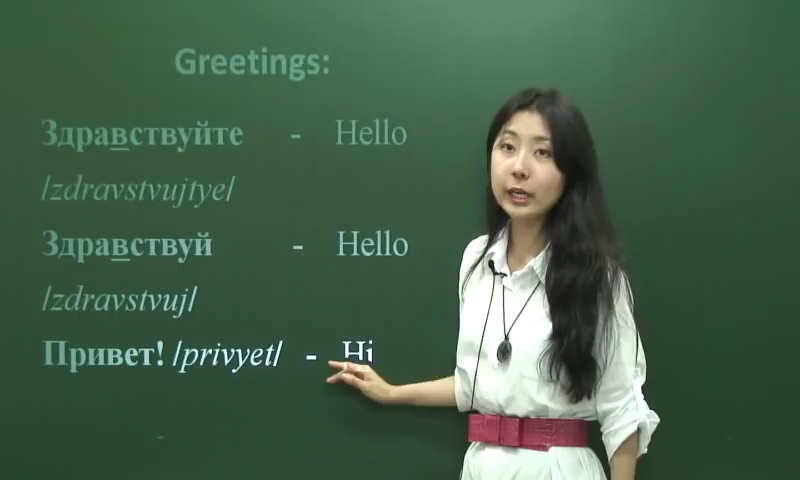 Greetings:
Здравствуйте - Hello
/zdravstvujtye/
Здравствуй - Hello
/zdravstvuj/
Привет! /privyet/ - Hi